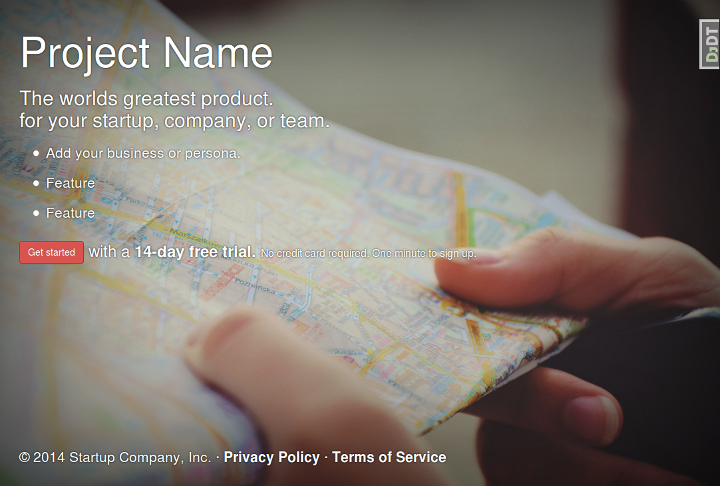 Project Name
The worlds greatest product.
for your startup, company, or team.
Add your business or persona.
Feature
Feature
Get started with a 14-day free trial. No credit card required. One minute to sign up.
© 2014 Startup Company, Inc. · Privacy Policy · Terms of Service
DJDT
Poznańska